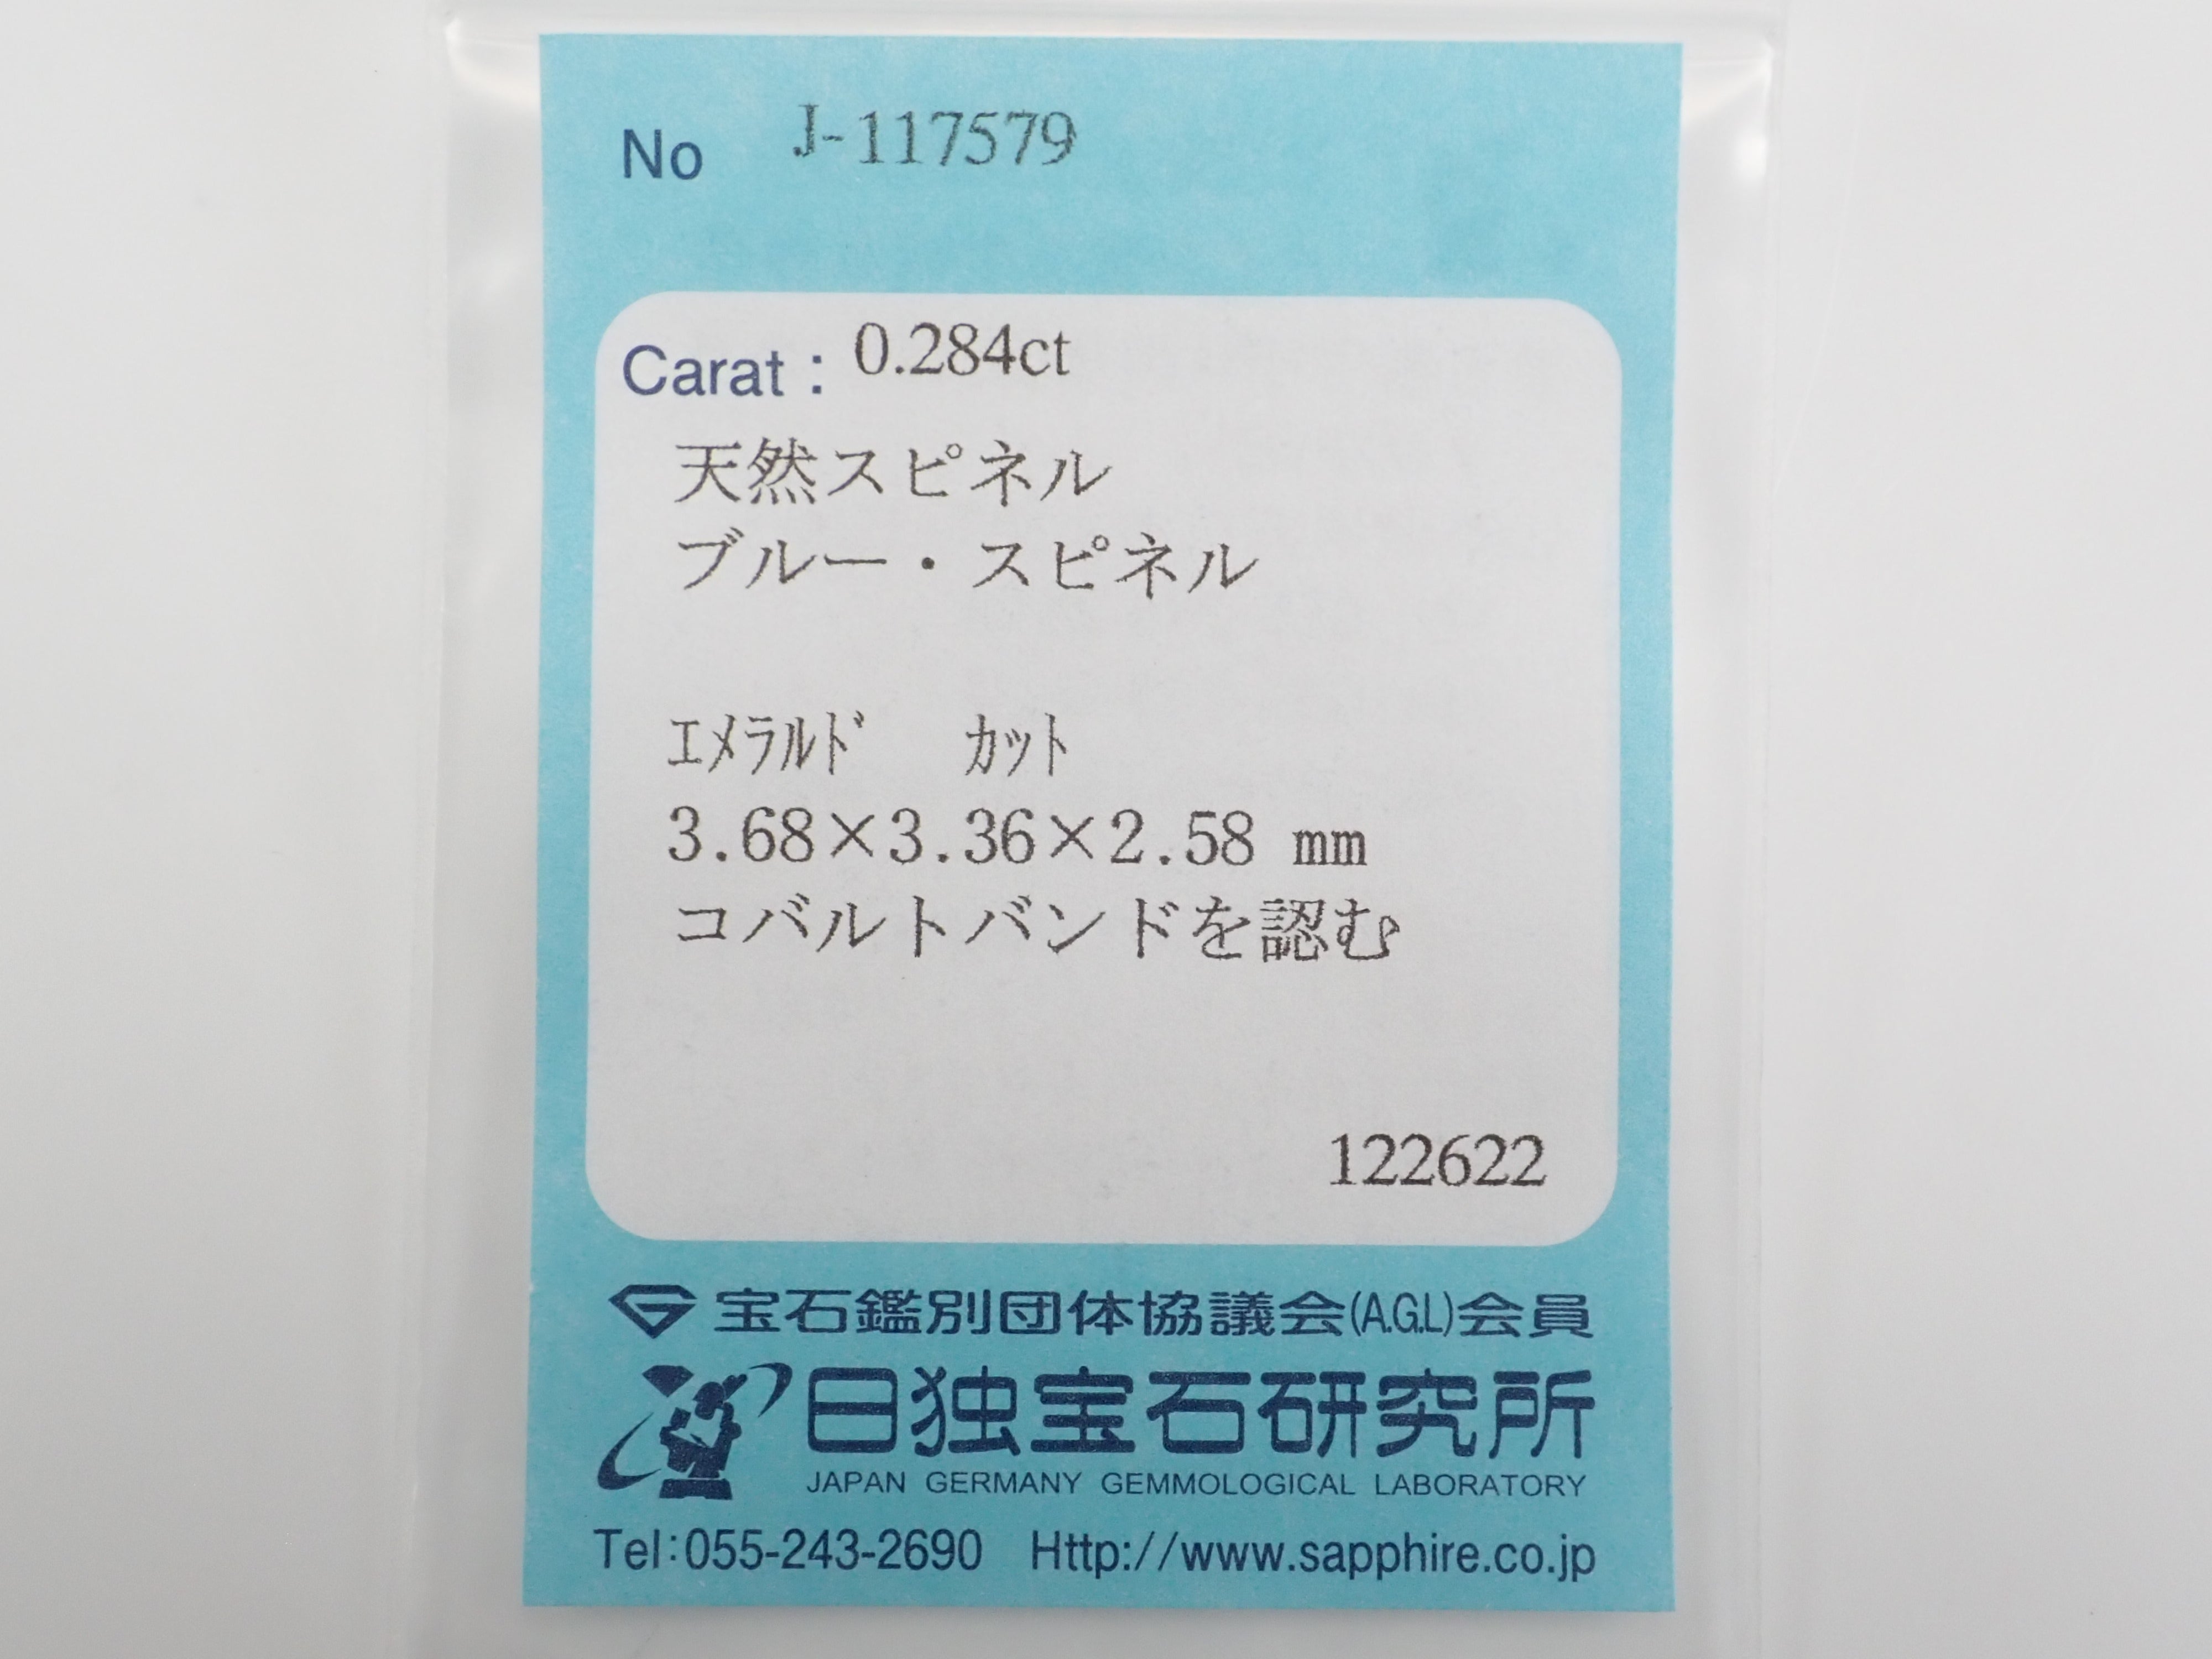 No J-117579
Carat : 0.284ct
天然スピネル
ブルー・スピネル
ｴﾒﾗﾙﾄﾞ ｶｯﾄ
3.68×3.36×2.58 mm
コバルトバンドを認む
122622
宝石鑑別団体協議会(A.G.L)会員
日独宝石研究所
JAPAN GERMANY GEMMOLOGICAL LABORATORY
Tel:055-243-2690 Http://www.sapphire.co.jp